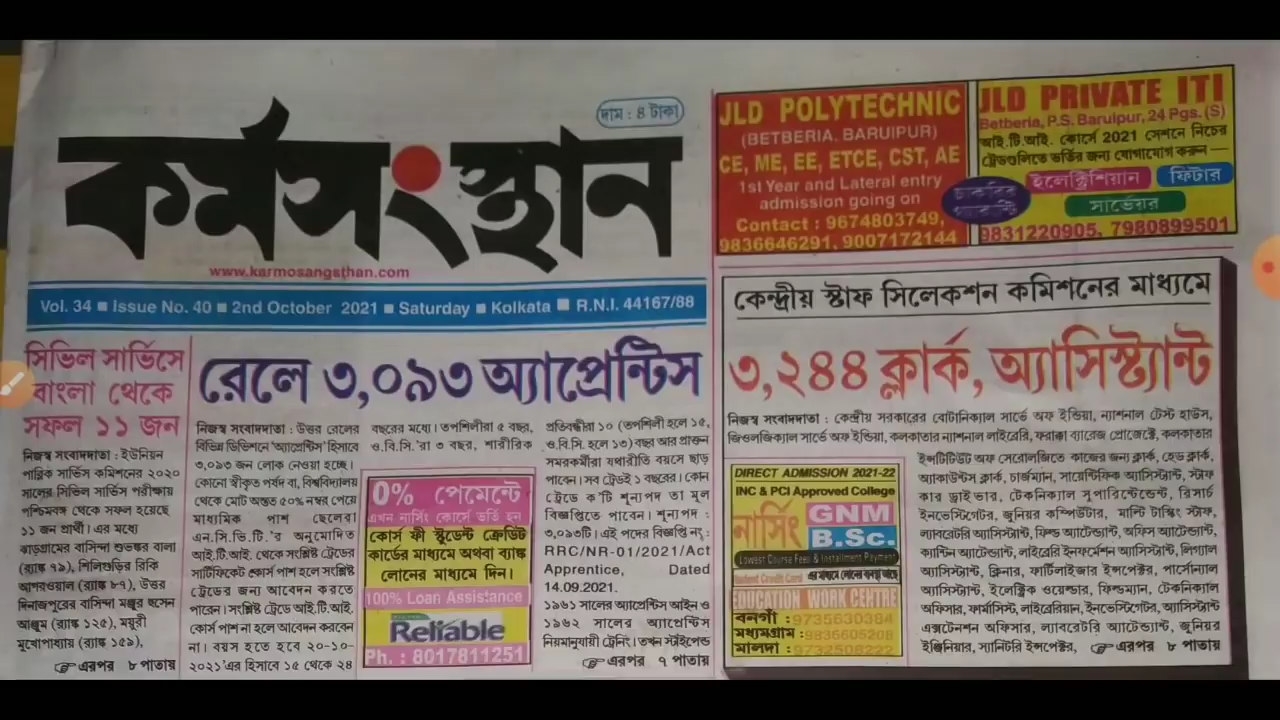 দাম : ৪ টাকা
কর্মসংস্থান
www.karmosangsthan.com
Vol. 34 ■ Issue No. 40 ■ 2nd October 2021 ■ Saturday ■ Kolkata ■ R.N.I. 44167/88
JLD POLYTECHNIC
(BETBERIA, BARUIPUR)
CE, ME, EE, ETCE, CST, AE
1st Year and Lateral entry
admission going on
Contact : 9674803749,
9836646291, 9007172144
JLD PRIVATE ITI
Betberia, P.S. Baruipur, 24 Pgs. (S)
আই.টি.আই. কোর্সে 2021 সেশনে নিচের
ট্রেডগুলিতে ভর্তির জন্য যোগাযোগ করুন —
ইলেক্ট্রিশিয়ান
ফিটার
সার্ভেয়র
9831220905, 7980899501
সিভিল সার্ভিসে
বাংলা থেকে
সফল ১১ জন
নিজস্ব সংবাদদাতা : ইউনিয়ন
পাব্লিক সার্ভিস কমিশনের ২০২০
সালের সিভিল সার্ভিস পরীক্ষায়
পশ্চিমবঙ্গ থেকে সফল হয়েছে
১১ জন প্রার্থী। এর মধ্যে
ঝাড়গ্রামের বাসিন্দা শুভঙ্কর বালা
(র‍্যাঙ্ক ৭৯), শিলিগুড়ির রিকি
আগরওয়াল (র‍্যাঙ্ক ৮৭), উত্তর
দিনাজপুরের বাসিন্দা মঞ্জুর হুসেন
আঞ্জুম (র‍্যাঙ্ক ১২৫), ময়ূরী
মুখোপাধ্যায় (র‍্যাঙ্ক ১৫৯),
এরপর ৮ পাতায়
রেলে ৩,০৯৩ অ্যাপ্রেন্টিস
নিজস্ব সংবাদদাতা : উত্তর রেলের
বিভিন্ন ডিভিশনে 'অ্যাপ্রেন্টিশ' হিসাবে
৩,০৯৩ জন লোক নেওয়া হচ্ছে।
কোনো স্বীকৃত পর্ষদ বা, বিশ্ববিদ্যালয়
থেকে মোট অন্তত ৫০% নম্বর পেয়ে
মাধ্যমিক পাশ ছেলেরা
এন.সি.ভি.টি.'র অনুমোদিত
আই.টি.আই. থেকে সংশ্লিষ্ট ট্রেডের
সার্টিফিকেট কোর্স পাশ হলে সংশ্লিষ্ট
ট্রেডের জন্য আবেদন করতে
পারেন। সংশ্লিষ্ট ট্রেডে আই.টি.আই.
কোর্স পাশ না হলে আবেদন করবেন
না। বয়স হতে হবে ২০-১০-
২০২১'এর হিসাবে ১৫ থেকে ২৪
বছরের মধ্যে। তপশিলীরা ৫ বছর,
ও.বি.সি.'রা ৩ বছর, শারীরিক
0% পেমেন্টে
এখন নার্সিং কোর্সে ভর্তি হন
কোর্স ফী স্টুডেন্ট ক্রেডিট
কার্ডের মাধ্যমে অথবা ব্যাঙ্ক
লোনের মাধ্যমে দিন।
100% Loan Assistance
Reliable
Ph. : 8017811251
প্রতিবন্ধীরা ১০ (তপশিলী হলে ১৫,
ও.বি.সি. হলে ১৩) বছর আর প্রাক্তন
সমরকর্মীরা যথারীতি বয়সে ছাড়
পাবেন। সব ট্রেডই ১ বছরের। কোন
ট্রেডে ক'টি শূন্যপদ তা মূল
বিজ্ঞপ্তিতে পাবেন। শূন্যপদ :
৩,০৯৩টি। এই পদের বিজ্ঞপ্তি নং:
RRC/NR-01/2021/Act
Apprentice, Dated
14.09.2021.
১৯৬১ সালের অ্যাপ্রেন্টিস আইন ও
১৯৬২ সালের অ্যাপ্রেন্টিস
নিয়মানুযায়ী ট্রেনিং। তখন স্টাইপেন্ড
এরপর ৭ পাতায়
কেন্দ্রীয় স্টাফ সিলেকশন কমিশনের মাধ্যমে
৩,২৪৪ ক্লার্ক, অ্যাসিস্ট্যান্ট
নিজস্ব সংবাদদাতা : কেন্দ্রীয় সরকারের বোটানিক্যাল সার্ভে অফ ইন্ডিয়া, ন্যাশনাল টেস্ট হাউস,
জিওলজিক্যাল সার্ভে অফ ইন্ডিয়া, কলকাতার ন্যাশনাল লাইব্রেরি, ফরাক্কা ব্যারেজ প্রোজেক্টে, কলকাতার
ইন্সটিটিউট অফ সেরোলজিতে কাজের জন্য ক্লার্ক, হেড ক্লার্ক,
অ্যাকাউন্টস ক্লার্ক, চার্জম্যান, সায়েন্টিফিক অ্যাসিস্ট্যান্ট, স্টাফ
কার ড্রাইভার, টেকনিক্যাল সুপারিন্টেন্ডেন্ট, রিসার্চ
ইনভেস্টিগেটর, জুনিয়র কম্পিউটার, মাল্টি টাস্কিং স্টাফ,
ল্যাবরেটরি অ্যাটেন্ড্যান্ট, ফিল্ড অ্যাটেন্ড্যান্ট, অফিস অ্যাটেন্ড্যান্ট,
ক্যান্টিন অ্যাটেন্ড্যান্ট, লাইব্রেরি ইনফর্মেশন অ্যাসিস্ট্যান্ট, লিগ্যাল
অ্যাসিস্ট্যান্ট, ক্লিনার, ফার্টিলাইজার ইন্সপেক্টর, পার্সোন্যাল
অ্যাসিস্ট্যান্ট, ইলেক্ট্রিক ওয়েল্ডার, ফিল্ডম্যান, টেকনিক্যাল
অফিসার, ফার্মাসিস্ট, লাইব্রেরিয়ান, ইনভেস্টিগেটর, অ্যাসিস্ট্যান্ট
এক্সটেনশন অফিসার, ল্যাবরেটরি অ্যাটেন্ড্যান্ট, জুনিয়র
ইঞ্জিনিয়ার, স্যানিটরি ইন্সপেক্টর,
এরপর ৮ পাতায়
DIRECT ADMISSION 2021-22
INC & PCI Approved College
নার্সিং GNM
B.Sc.
Lowest Course Fees & Instalment Payment
Student Credit Card
EDUCATION WORK CENTRE
বনগাঁ : 9735630384
মধ্যমগ্রাম : 9836605208
মালদা : 9732508222